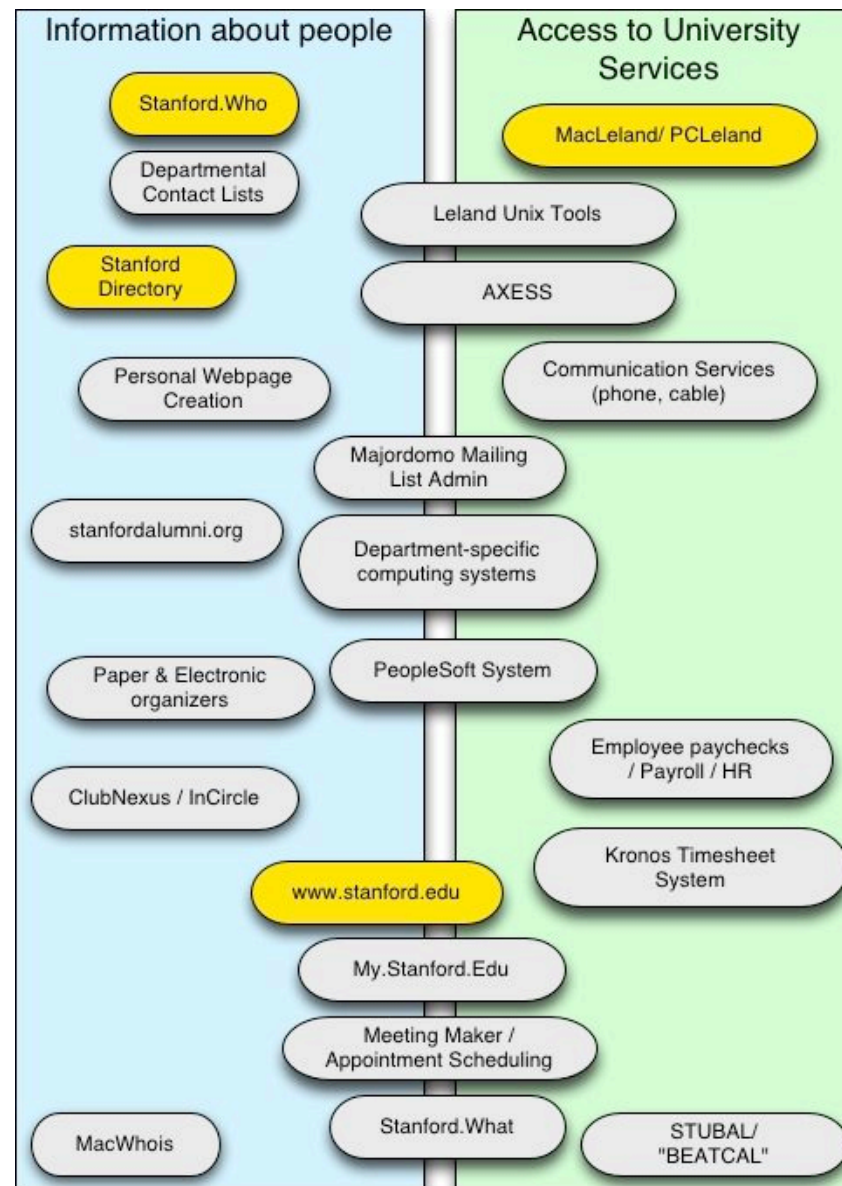 Information about people
Access to University
Services
Stanford.Who
MacLeland/ PCLeland
Departmental
Contact Lists
Leland Unix Tools
Stanford
Directory
AXESS
Personal Webpage
Creation
Communication Services
(phone, cable)
Majordomo Mailing
List Admin
stanfordalumni.org
Department-specific
computing systems
Paper & Electronic
organizers
PeopleSoft System
Employee paychecks
/ Payroll / HR
ClubNexus / InCircle
Kronos Timesheet
System
www.stanford.edu
My.Stanford.Edu
Meeting Maker /
Appointment Scheduling
Stanford.What
MacWhois
STUBAL/
"BEATCAL"